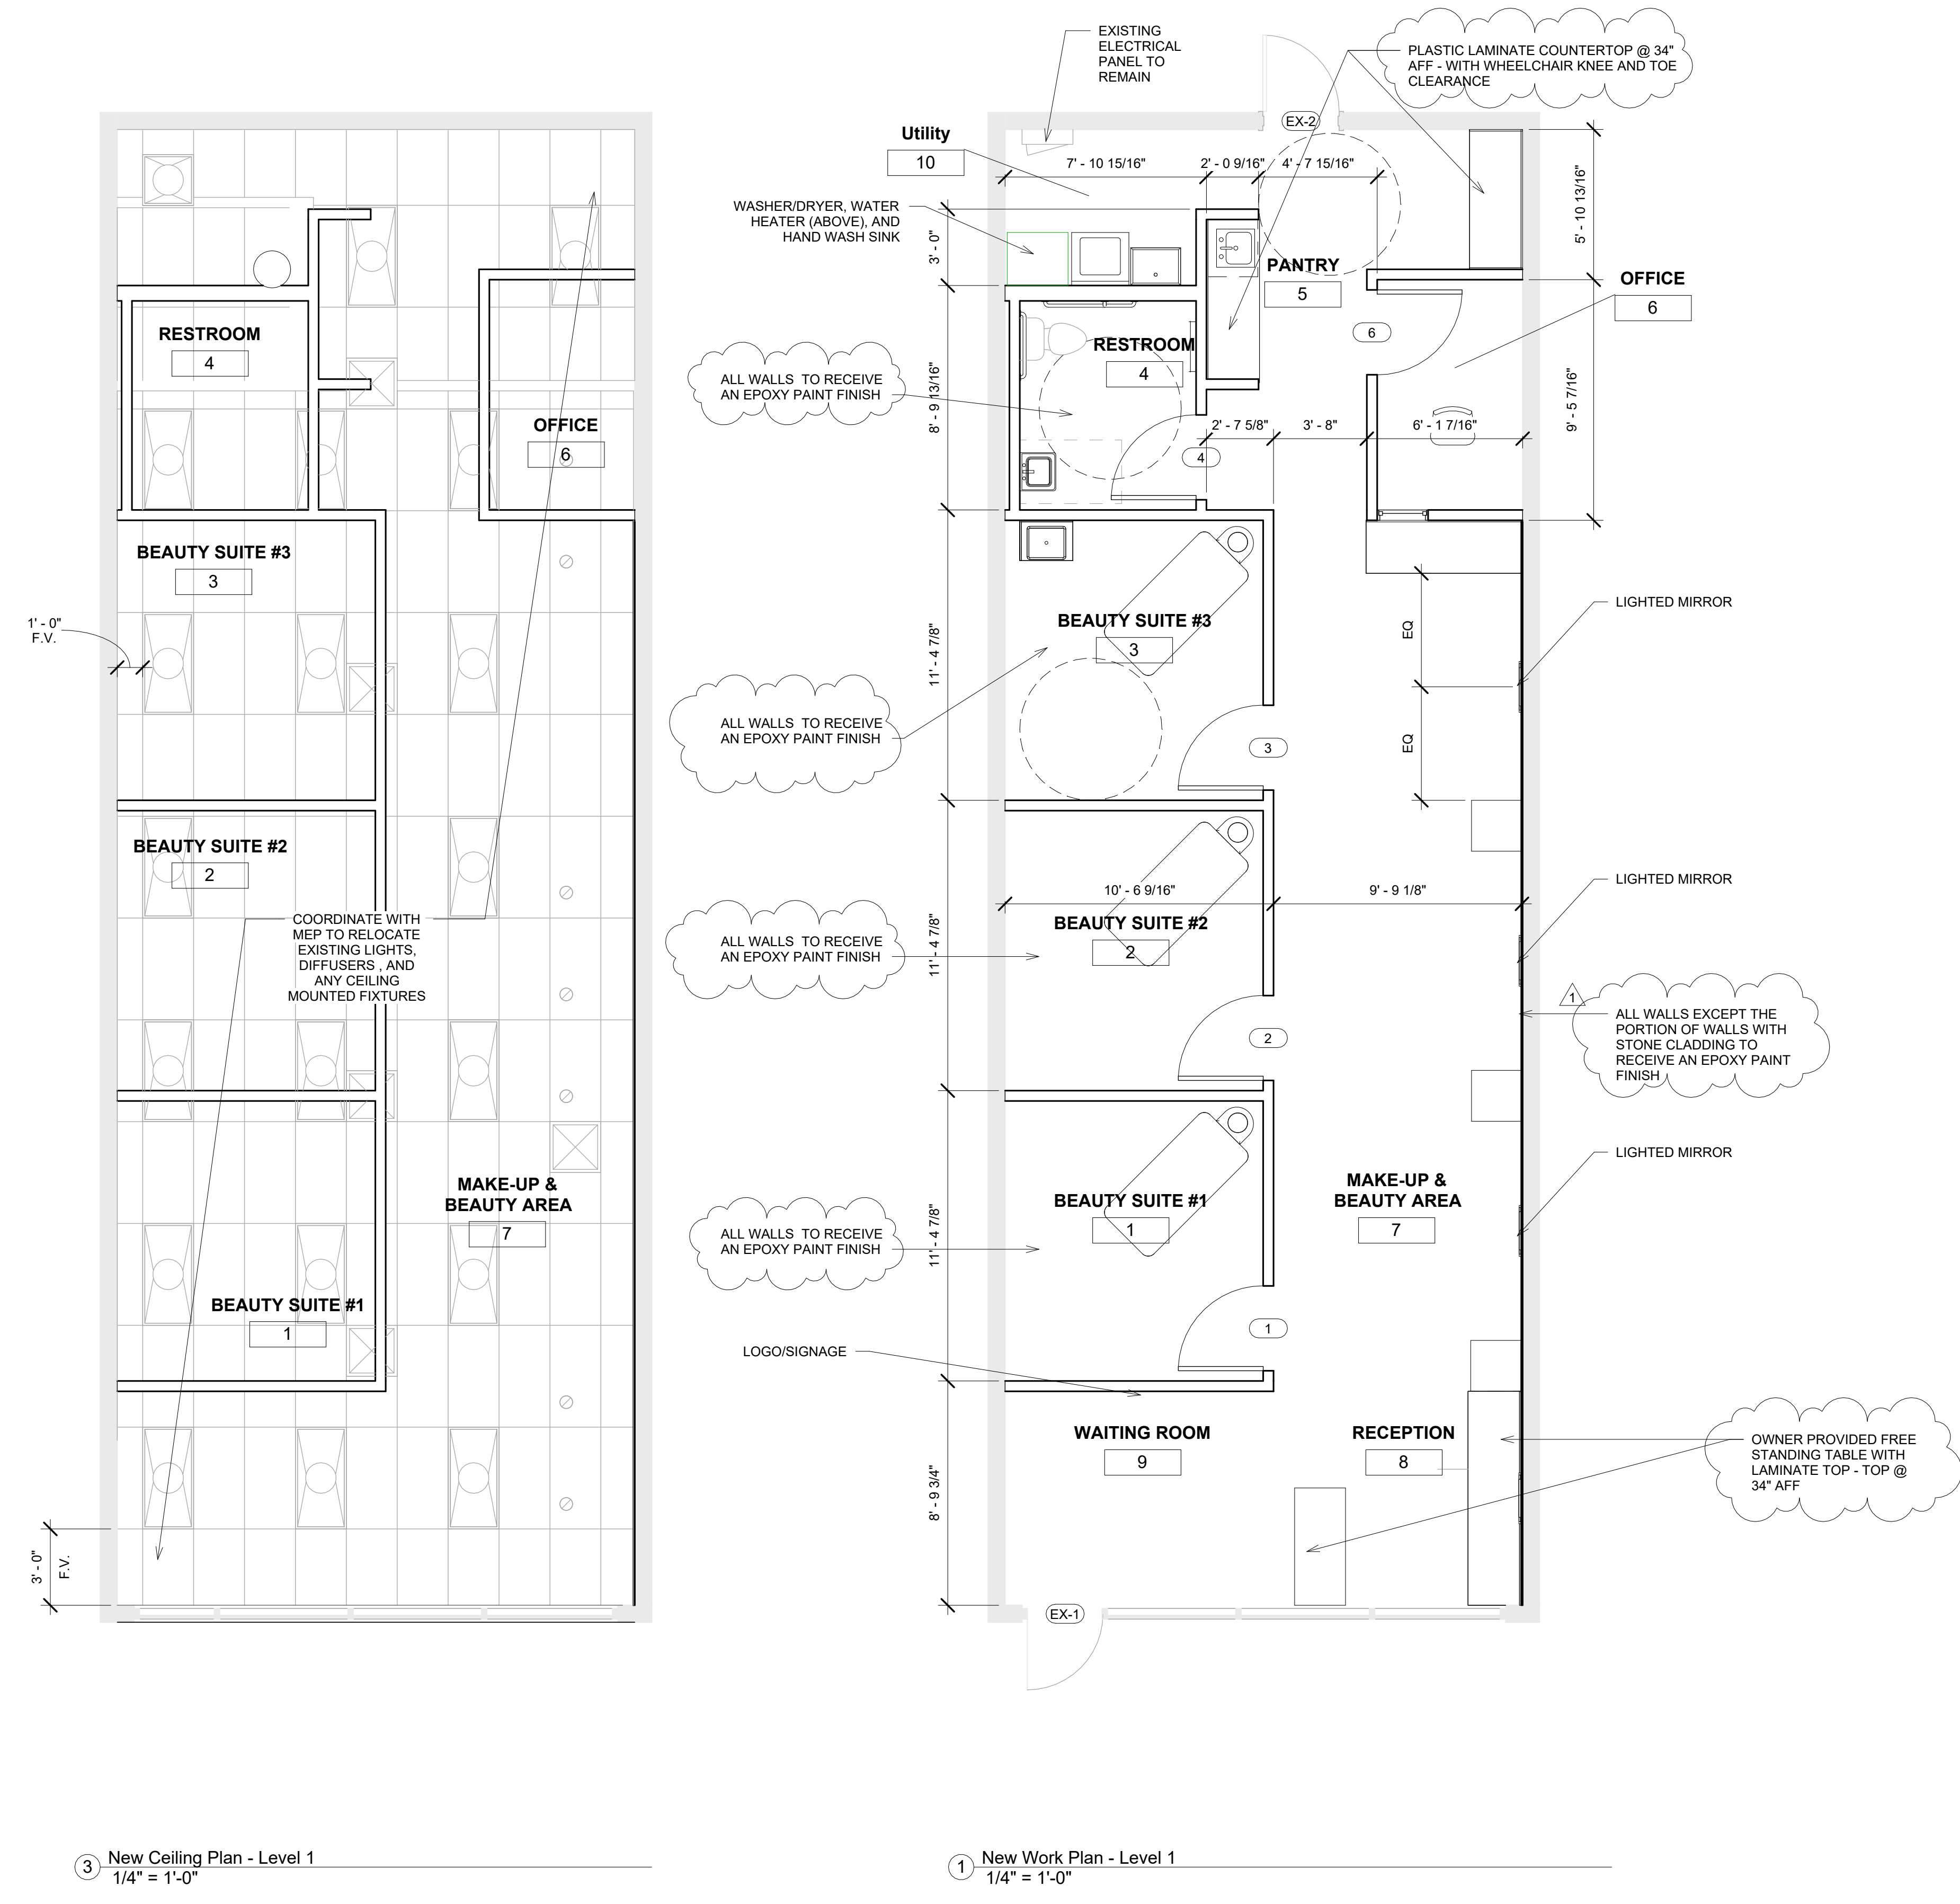 EXISTING
ELECTRICAL
PANEL TO
REMAIN
PLASTIC LAMINATE COUNTERTOP @ 34"
AFF - WITH WHEELCHAIR KNEE AND TOE
CLEARANCE
RESTROOM
4
OFFICE
6
BEAUTY SUITE #3
3
1' - 0"
F.V.
BEAUTY SUITE #2
2
COORDINATE WITH
MEP TO RELOCATE
EXISTING LIGHTS,
DIFFUSERS , AND
ANY CEILING
MOUNTED FIXTURES
MAKE-UP &
BEAUTY AREA
7
BEAUTY SUITE #1
1
3' - 0"
F.V.
EX-2
Utility
10
7' - 10 15/16"
2' - 0 9/16"
4' - 7 15/16"
5' - 10 13/16"
WASHER/DRYER, WATER
HEATER (ABOVE), AND
HAND WASH SINK
3' - 0"
PANTRY
5
OFFICE
6
6
RESTROOM
4
ALL WALLS  TO RECEIVE
AN EPOXY PAINT FINISH
8' - 9 13/16"
9' - 5 7/16"
2' - 7 5/8"
3' - 8"
6' - 1 7/16"
4
BEAUTY SUITE #3
3
LIGHTED MIRROR
EQ
11' - 4 7/8"
ALL WALLS  TO RECEIVE
AN EPOXY PAINT FINISH
EQ
3
LIGHTED MIRROR
10' - 6 9/16"
9' - 9 1/8"
BEAUTY SUITE #2
2
ALL WALLS  TO RECEIVE
AN EPOXY PAINT FINISH
11' - 4 7/8"
1
ALL WALLS EXCEPT THE
PORTION OF WALLS WITH
STONE CLADDING TO
RECEIVE AN EPOXY PAINT
FINISH
2
LIGHTED MIRROR
MAKE-UP &
BEAUTY AREA
7
BEAUTY SUITE #1
1
ALL WALLS  TO RECEIVE
AN EPOXY PAINT FINISH
11' - 4 7/8"
1
LOGO/SIGNAGE
WAITING ROOM
9
RECEPTION
8
OWNER PROVIDED FREE
STANDING TABLE WITH
LAMINATE TOP - TOP @
34" AFF
8' - 9 3/4"
EX-1
3
New Ceiling Plan - Level 1
1/4" = 1'-0"
1
New Work Plan - Level 1
1/4" = 1'-0"